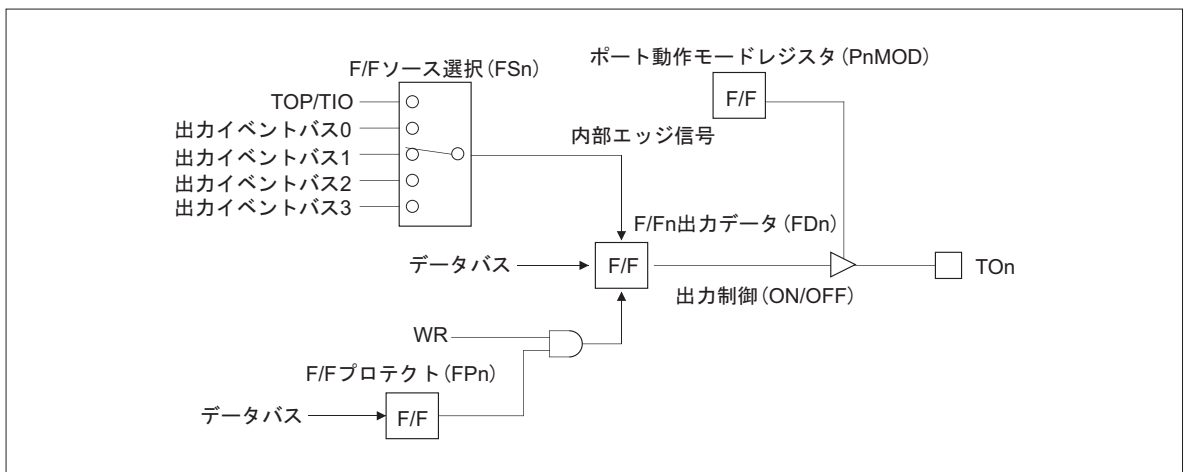 ポート動作モードレジスタ(PnMOD)
F/Fソース選択(FSn)
F/F
TOP/TIO
出力イベントバス0
内部エッジ信号
出力イベントバス1
出力イベントバス2
出力イベントバス3
F/Fn出力データ(FDn)
データバス
F/F
TOn
出力制御(ON/OFF)
WR
F/Fプロテクト(FPn)
データバス
F/F